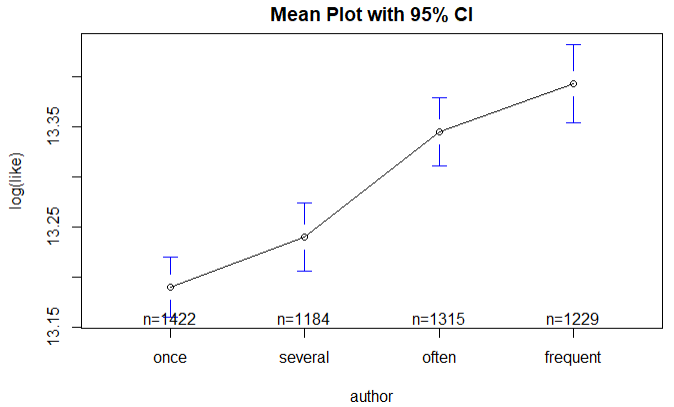 Mean Plot with 95% CI
13.35
13.25
13.15
log(like)
n=1422 n=1184 n=1315 n=1229
once several often frequent
author